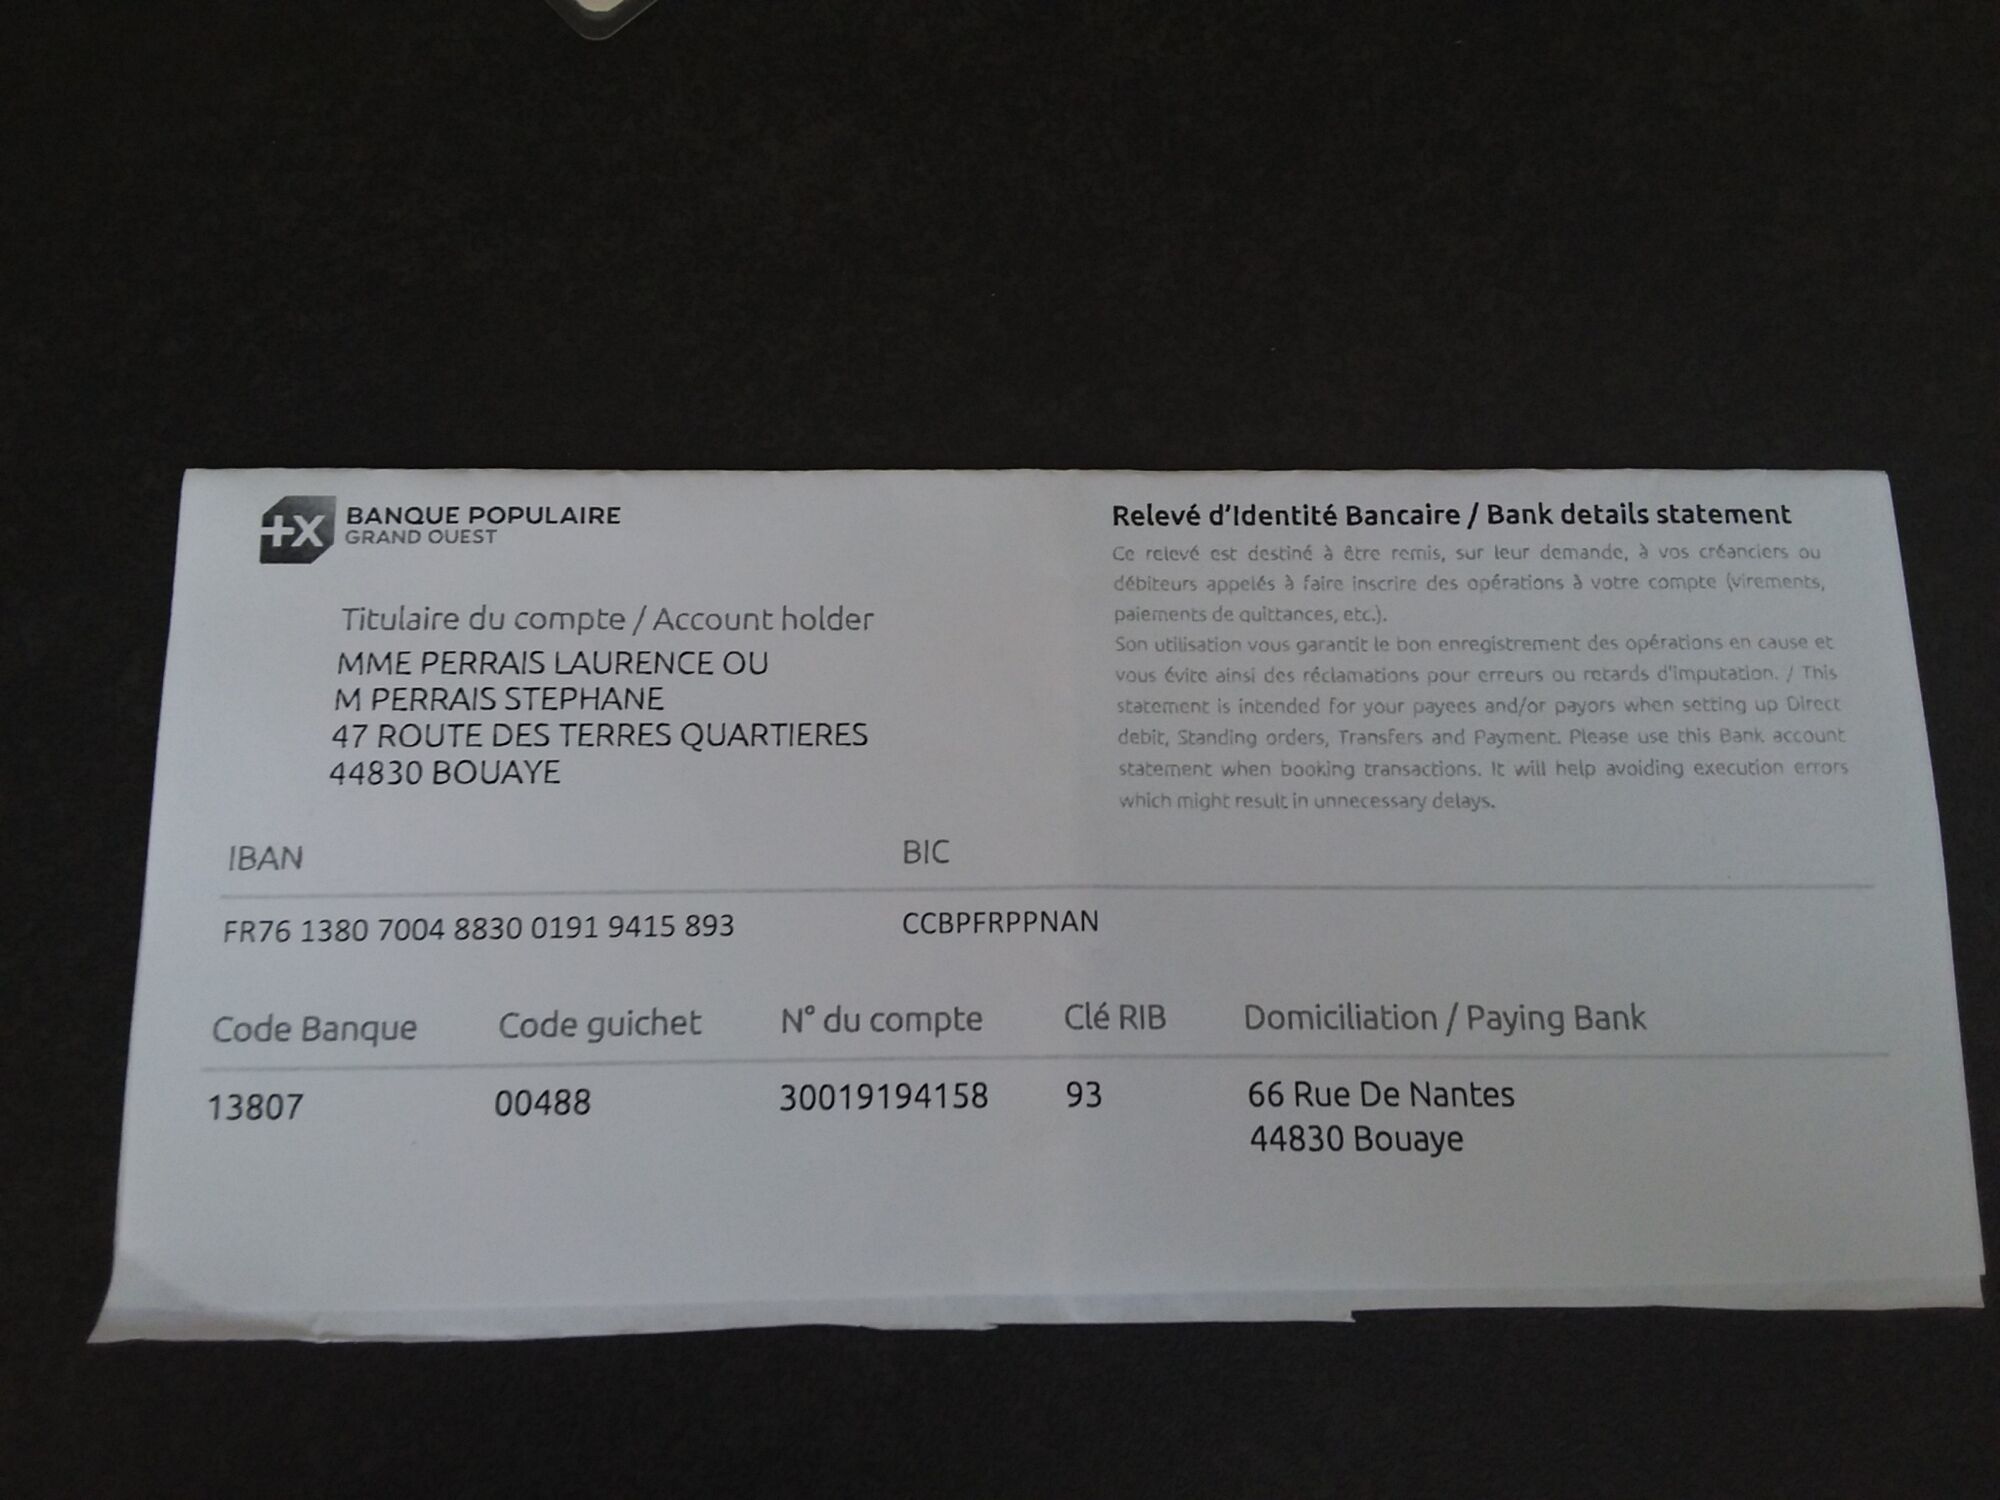 +X BANQUE POPULAIRE
GRAND OUEST
Titulaire du compte / Account holder
MME PERRAIS LAURENCE OU
M PERRAIS STEPHANE
47 ROUTE DES TERRES QUARTIERES
44830 BOUAYE
Relevé d'Identité Bancaire / Bank details statement
Ce relevé est destiné à être remis, sur leur demande, à vos créanciers ou
débiteurs appelés à faire inscrire des opérations à votre compte (virements,
paiements de quittances, etc.).
Son utilisation vous garantit le bon enregistrement des opérations en cause et
vous évite ainsi des réclamations pour erreurs ou retards d'imputation. / This
statement is intended for your payees and/or payors when setting up Direct
debit, Standing orders, Transfers and Payment. Please use this Bank account
statement when booking transactions. It will help avoiding execution errors
which might result in unnecessary delays.
IBAN BIC
FR76 1380 7004 8830 0191 9415 893 CCBPFRPPNAN
Code Banque Code guichet N° du compte Clé RIB Domiciliation / Paying Bank
13807 00488 30019194158 93 66 Rue De Nantes
44830 Bouaye